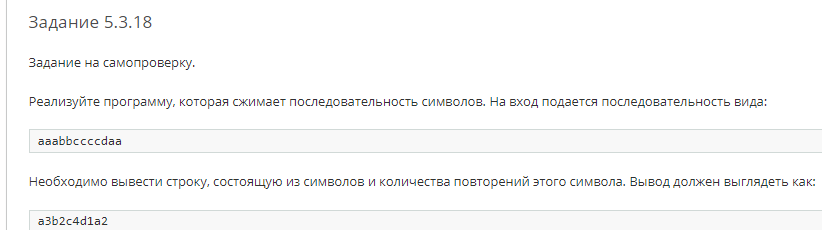 Задание 5.3.18
Задание на самопроверку.
Реализуйте программу, которая сжимает последовательность символов. На вход подается последовательность вида:
aaabbccccdaa
Необходимо вывести строку, состоящую из символов и количества повторений этого символа. Вывод должен выглядеть как:
a3b2c4d1a2